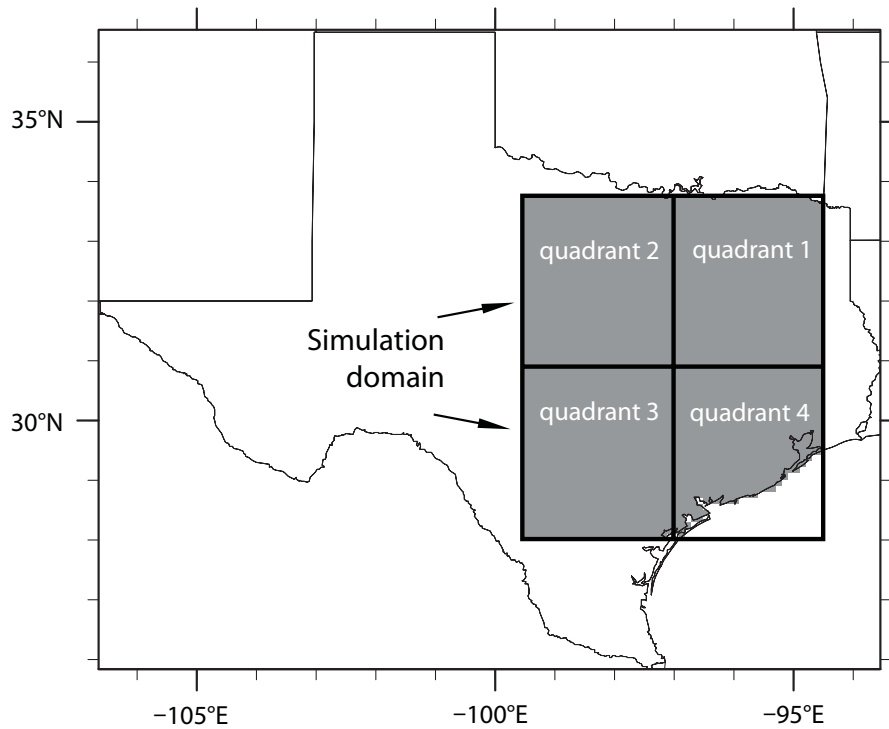 35°N
quadrant 2
quadrant 1
Simulation
domain
quadrant 3
quadrant 4
30°N
−105°E
−100°E
−95°E